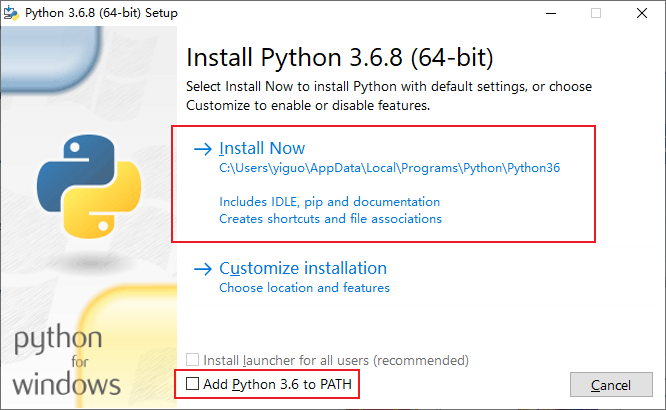 Python 3.6.8 (64-bit) Setup
Install Python 3.6.8 (64-bit)
Select Install Now to install Python with default settings, or choose
Customize to enable or disable features.
Install Now
C:\Users\yiguo\AppData\Local\Programs\Python\Python36
Includes IDLE, pip and documentation
Creates shortcuts and file associations
Customize installation
Choose location and features
Install launcher for all users (recommended)
Add Python 3.6 to PATH
Cancel
python
for
windows